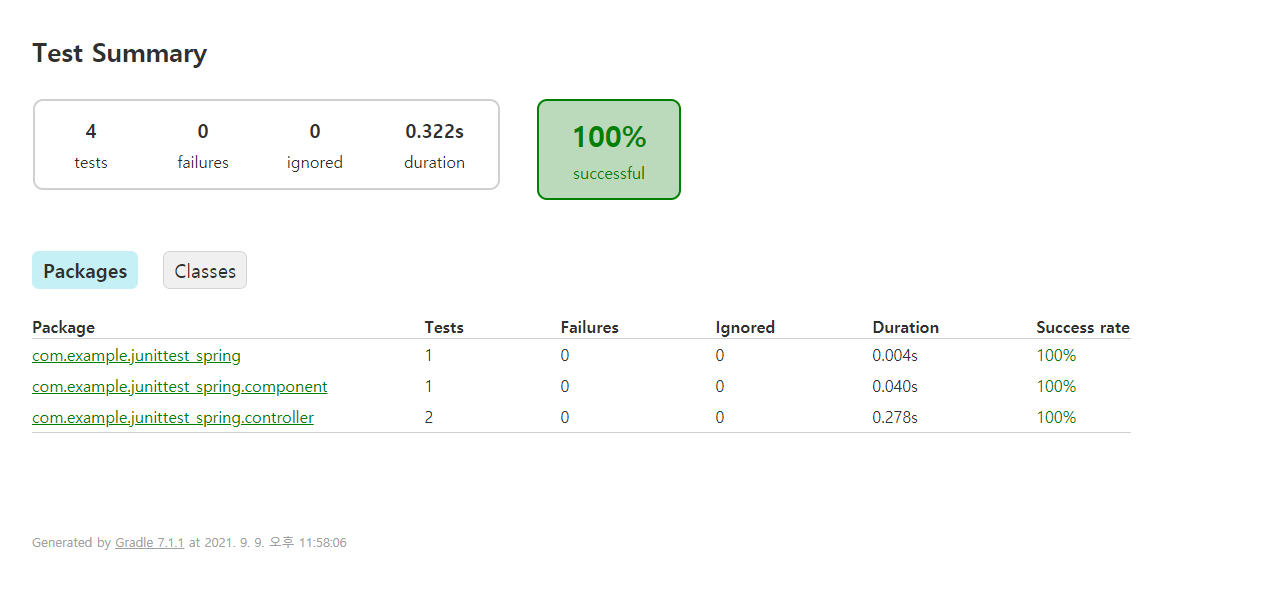 Test Summary
4 0 0 0.322s
tests failures ignored duration
100%
successful
Packages Classes
Package Tests Failures Ignored Duration Success rate
com.example.junittest_spring 1 0 0 0.004s 100%
com.example.junittest_spring.component 1 0 0 0.040s 100%
com.example.junittest_spring.controller 2 0 0 0.278s 100%
Generated by Gradle 7.1.1 at 2021. 9. 9. 오후 11:58:06